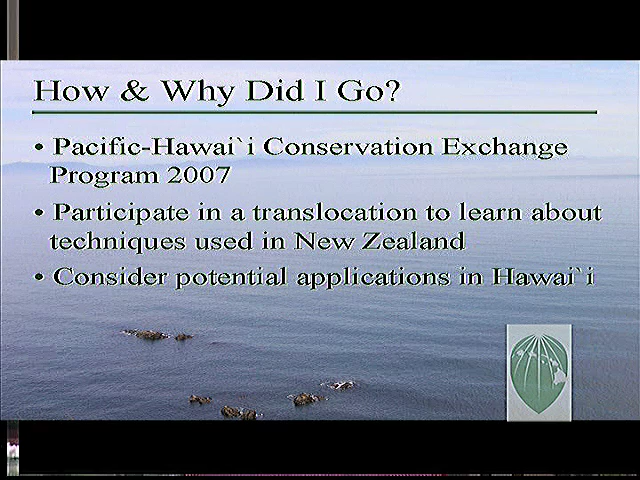 How & Why Did I Go?
• Pacific-Hawai`i Conservation Exchange
Program 2007
• Participate in a translocation to learn about
techniques used in New Zealand
• Consider potential applications in Hawai`i